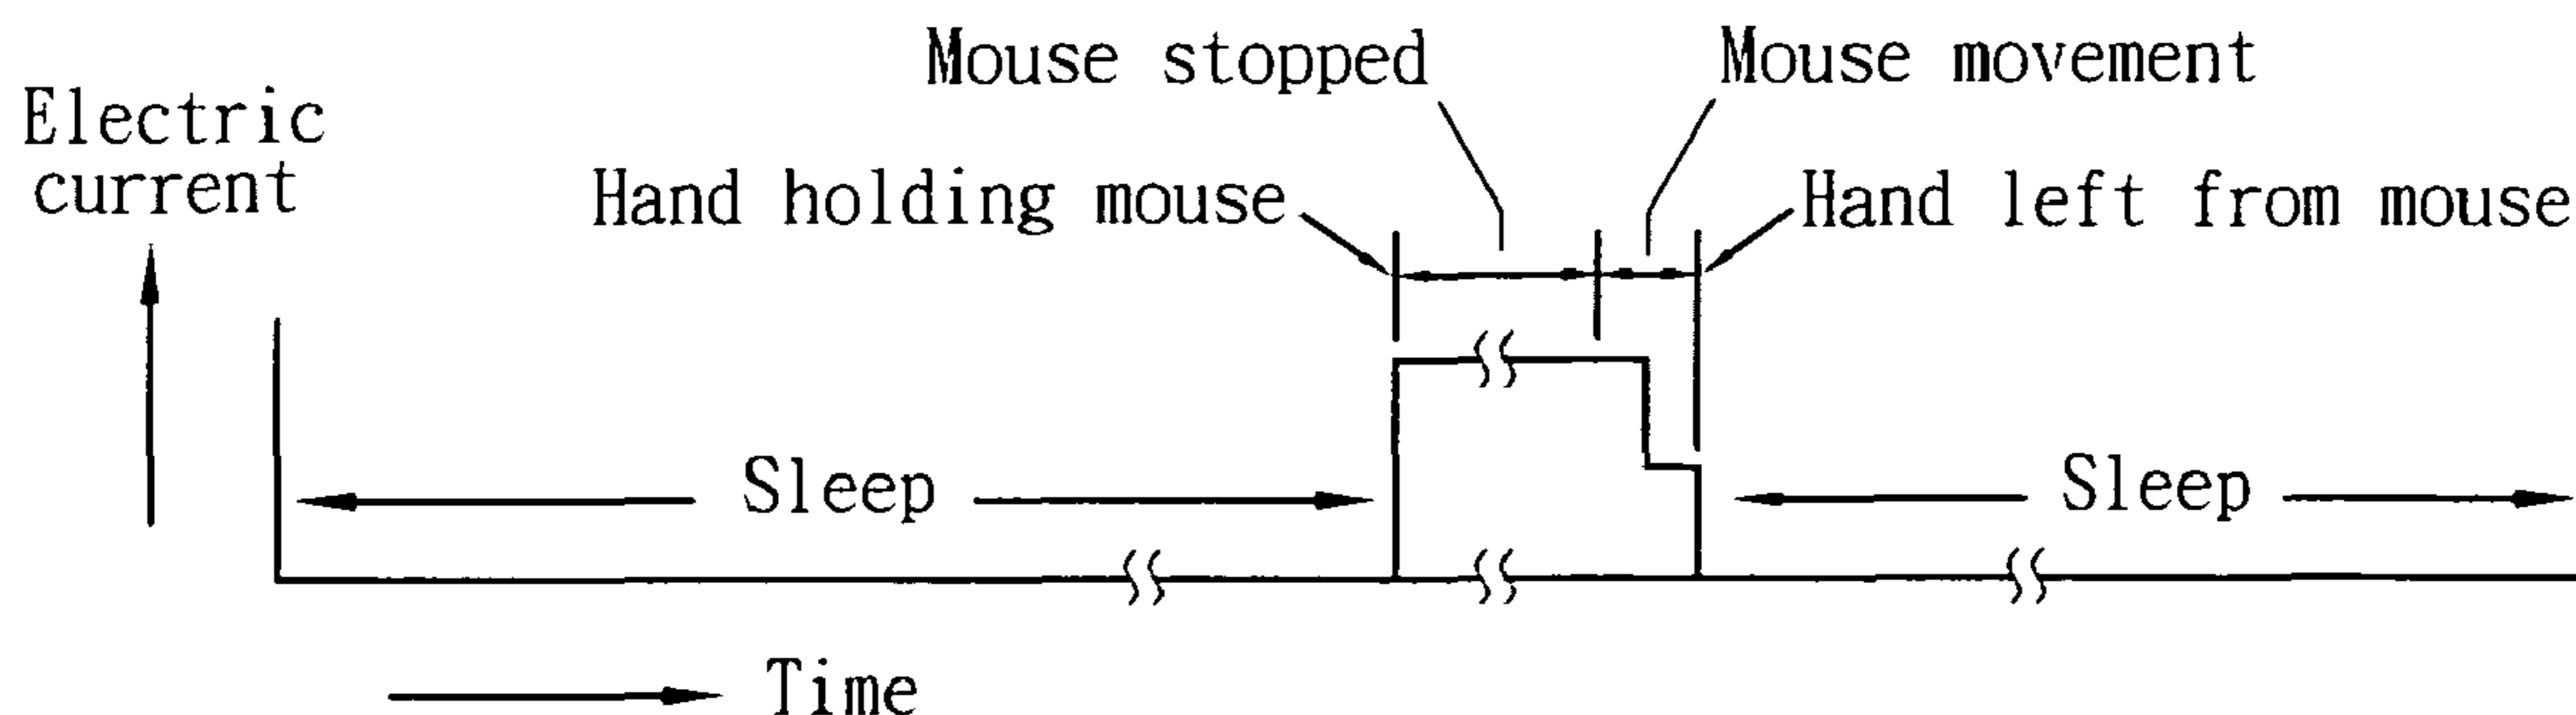 Mouse stopped
Mouse movement
Electric
current
Hand holding mouse
Hand left from mouse
Sleep
Sleep
Time